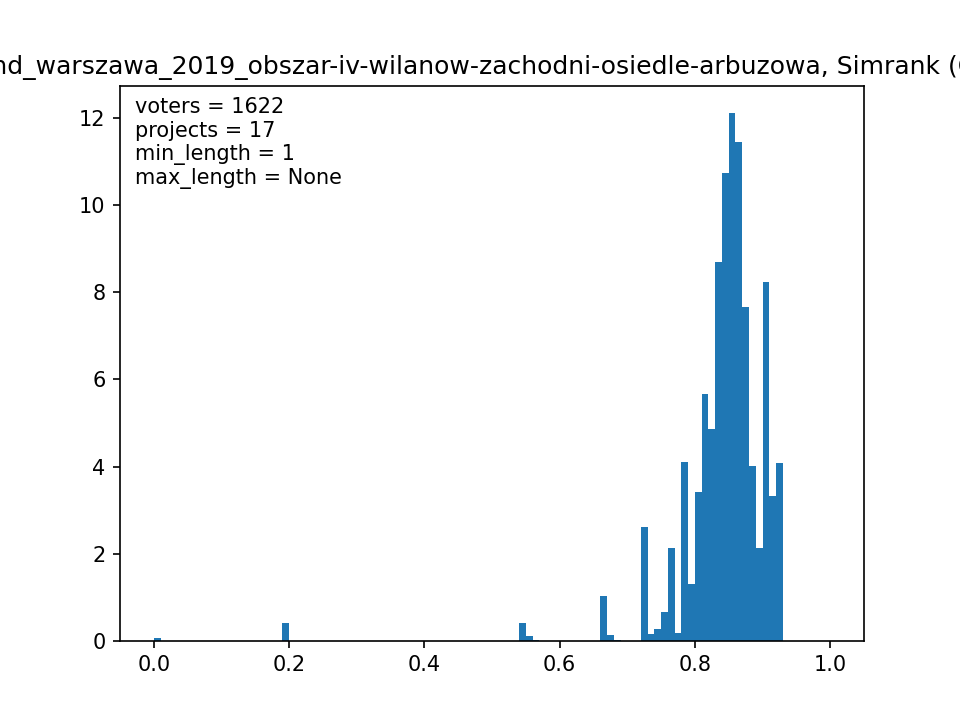 nd_warszawa_2019_obszar-iv-wilanow-zachodni-osiedle-arbuzowa, Simrank (
voters = 1622
projects = 17
min_length = 1
max_length = None
12
10
8
6
4
2
0
0.0 0.2 0.4 0.6 0.8 1.0